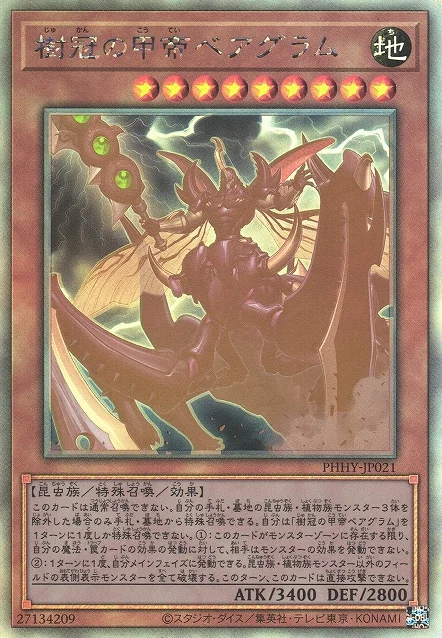 樹冠の甲帝ベアグラム
地
PHHY-JP021
【昆虫族／特殊召喚／効果】
このカードは通常召喚できない。自分の手札・墓地の昆虫族・植物族モンスター３体を
除外した場合のみ手札・墓地から特殊召喚できる。自分は「樹冠の甲帝ベアグラム」を
１ターンに１度しか特殊召喚できない。①：このカードがモンスターゾーンに存在する限り、
自分の魔法・罠カードの効果の発動に対して、相手はモンスターの効果を発動できない。
②：１ターンに１度、自分メインフェイズに発動できる。昆虫族・植物族モンスター以外のフィー
ルドの表側表示モンスターを全て破壊する。このターン、このカードは直接攻撃できない。
ATK/3400 DEF/2800
27134209
©スタジオ・ダイス／集英社・テレビ東京・KONAMI